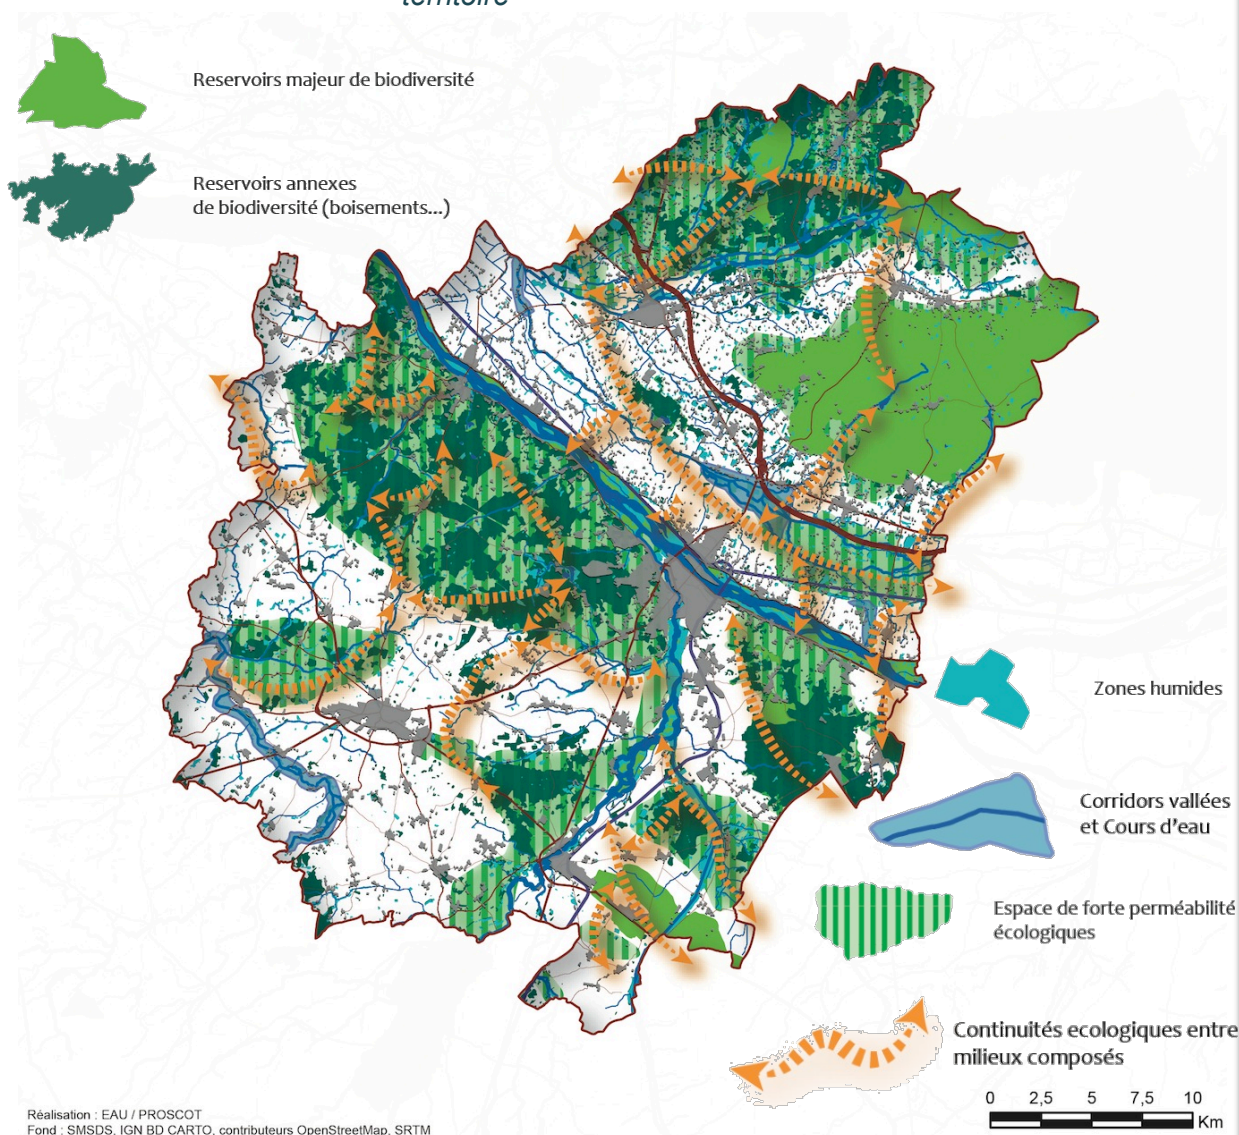 territoire
Reservoirs majeur de biodiversité
Reservoirs annexes
de biodiversité (boisements...)
Zones humides
Corridors vallées
et Cours d'eau
Espace de forte perméabilité
écologiques
Continuités ecologiques entre
milieux composés
0 2,5 5 7,5 10
Km
Réalisation : EAU / PROSCOT
Fond : SMSDS, IGN BD CARTO, contributeurs OpenStreetMap, SRTM